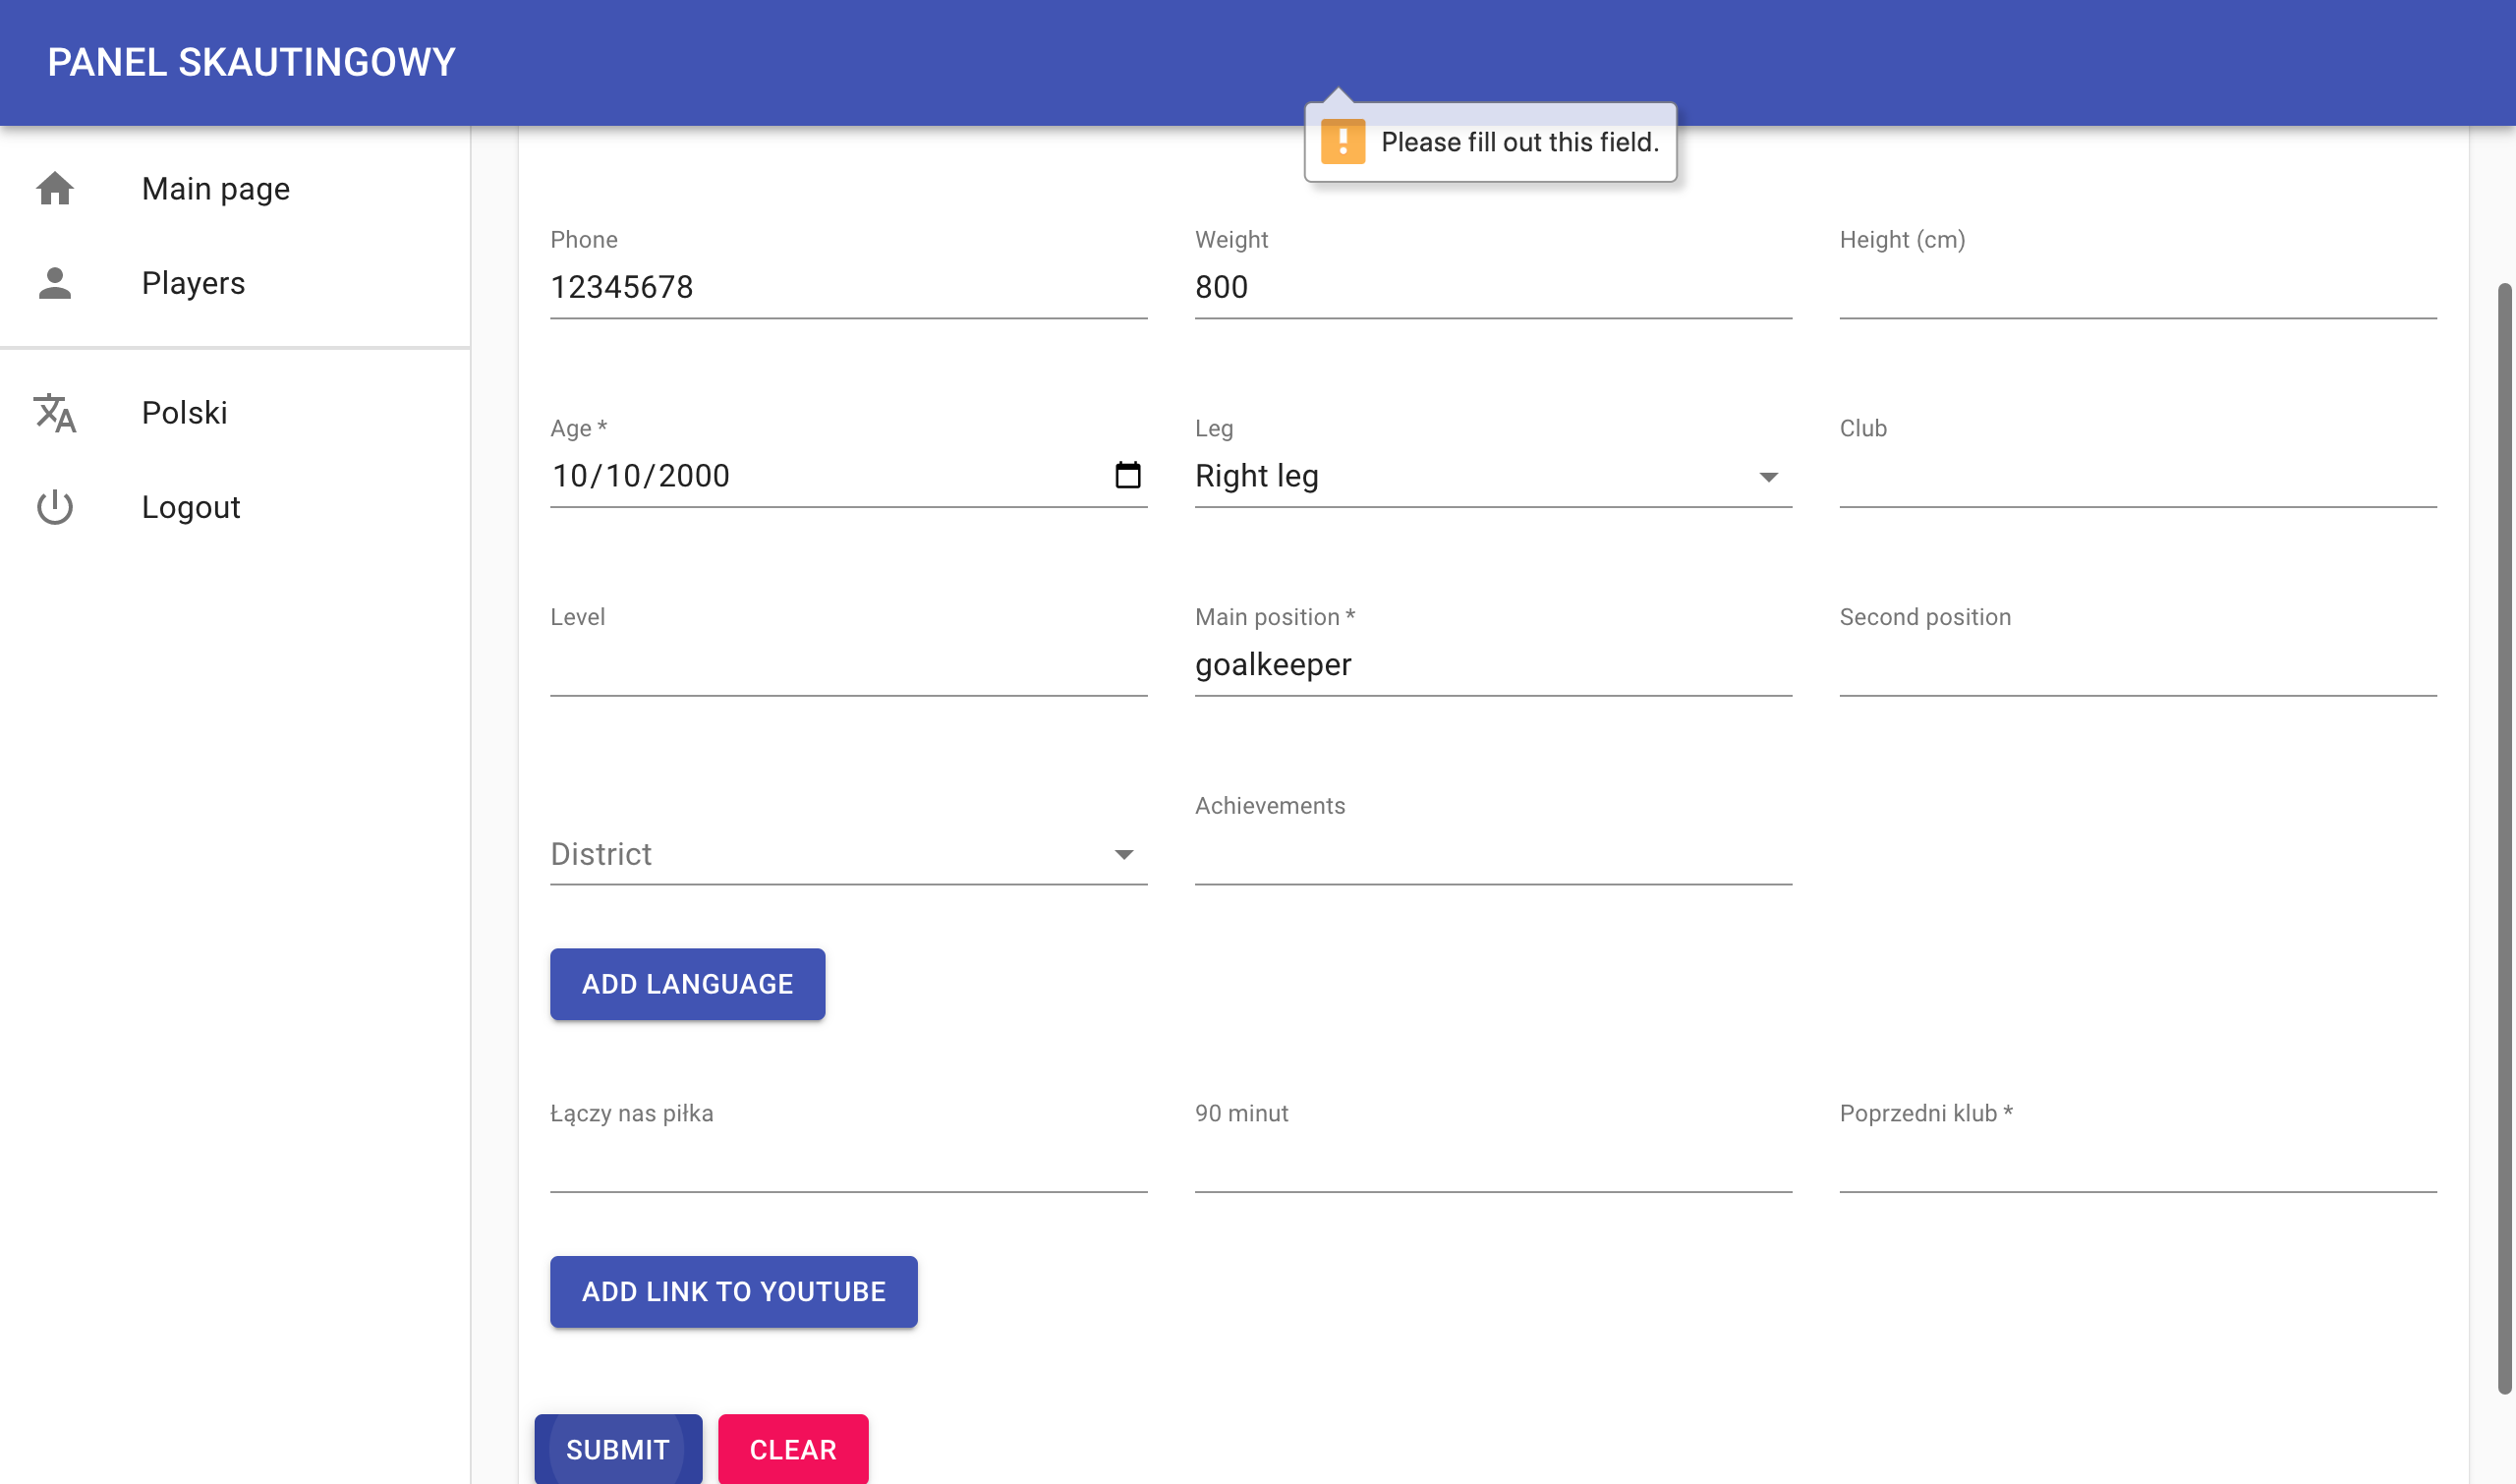 PANEL SKAUTINGOWY
Please fill out this field.
Main page
Players
Polski
Logout
Phone
12345678
Weight
800
Height (cm)
Age *
10/10/2000
Leg
Right leg
Club
Level
Main position *
goalkeeper
Second position
District
Achievements
ADD LANGUAGE
Łączy nas piłka
90 minut
Poprzedni klub *
ADD LINK TO YOUTUBE
SUBMIT
CLEAR